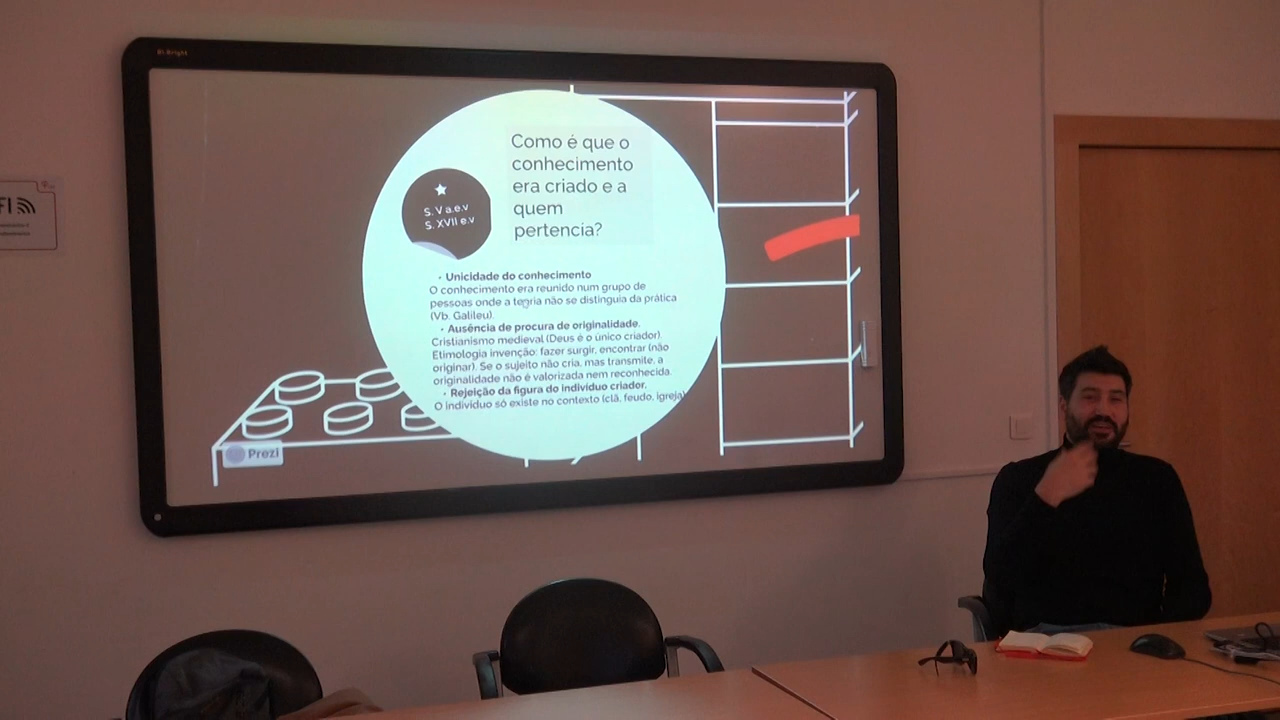 Bi Bright
FI
Como é que o
conhecimento
era criado e a
quem
pertencia?
S. V a.e.v
S. XVII e.v
• Unicidade do conhecimento
O conhecimento era reunido num grupo de
pessoas onde a teoria não se distinguia da prática
(Vb. Galileu).
• Ausência de procura de originalidade.
Cristianismo medieval (Deus é o único criador).
Etimologia invenção: fazer surgir, encontrar (não
originar). Se o sujeito não cria, mas transmite, a
originalidade não é valorizada nem reconhecida.
• Rejeição da figura do indivíduo criador.
O indivíduo só existe no contexto (clã, feudo, igreja)
Prezi